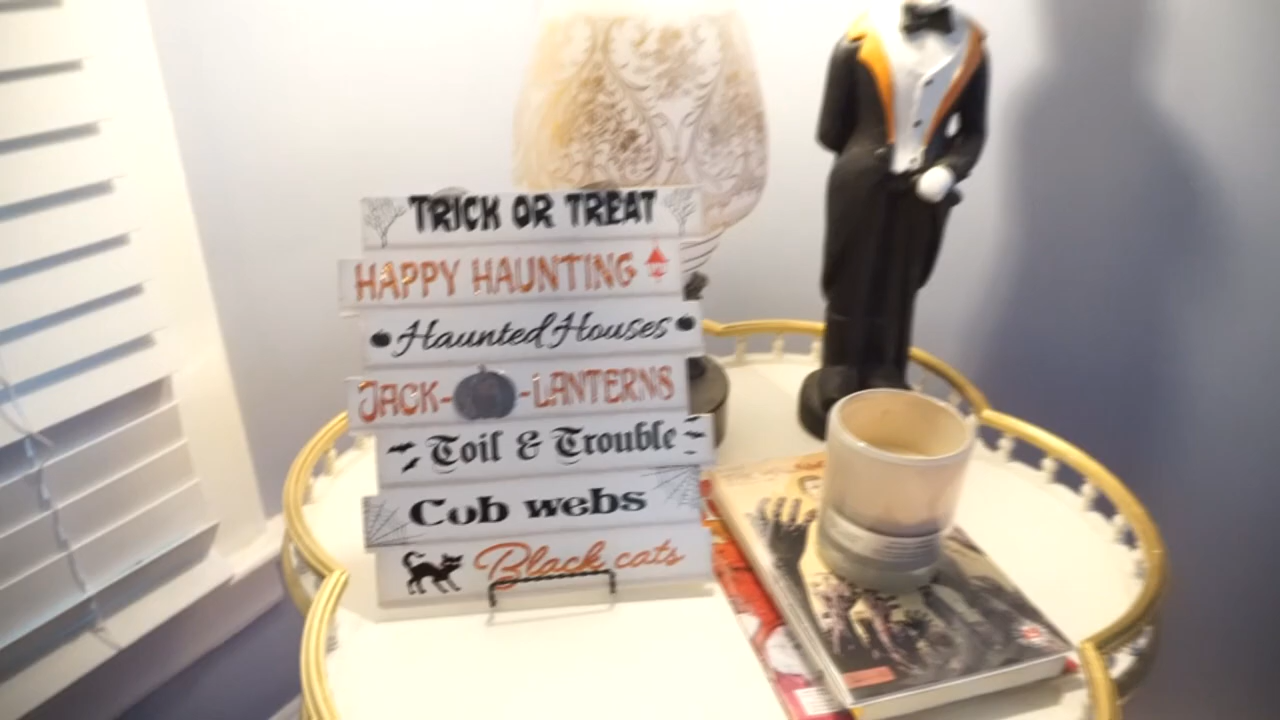 TRICK OR TREAT
HAPPY HAUNTING
Haunted Houses
JACK-O-LANTERNS
Toil & Trouble
Cob webs
Black cats